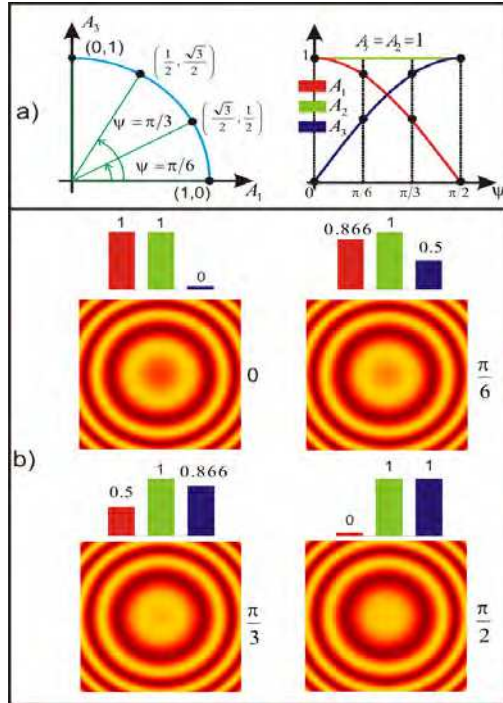 a)
A₃
(0,1)
(1/2, √3/2)
(√3/2, 1/2)
ψ = π/3
ψ = π/6
(1,0)
A₁
A₁ = A₂ = 1
1
A₁
A₂
A₃
0 π/6 π/3 π/2 ψ
b)
1 1 0
0
0.866 1 0.5
π/6
0.5 1 0.866
π/3
0 1 1
π/2